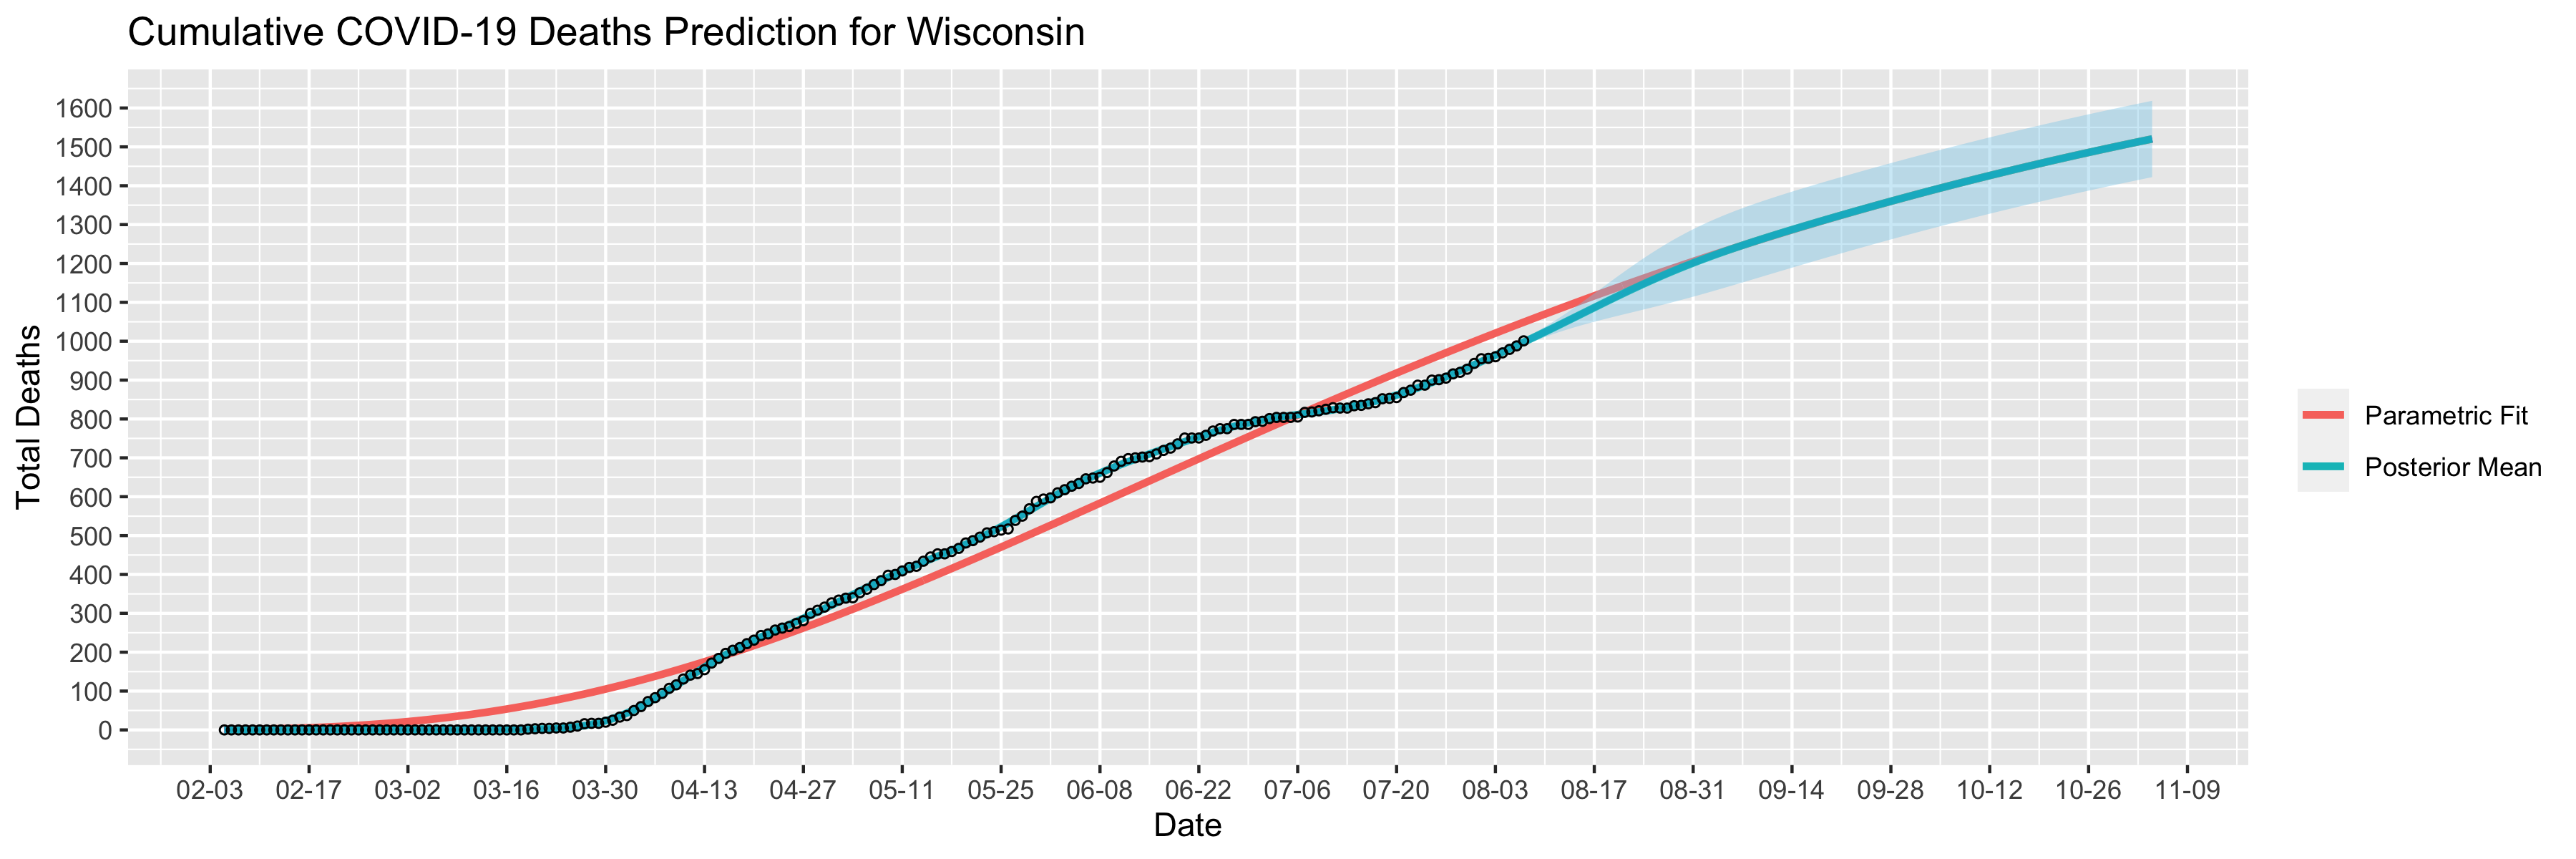 Cumulative COVID-19 Deaths Prediction for Wisconsin
Total Deaths
1600
1500
1400
1300
1200
1100
1000
900
800
700
600
500
400
300
200
100
0
02-03 02-17 03-02 03-16 03-30 04-13 04-27 05-11 05-25 06-08 06-22 07-06 07-20 08-03 08-17 08-31 09-14 09-28 10-12 10-26 11-09
Date
Parametric Fit
Posterior Mean